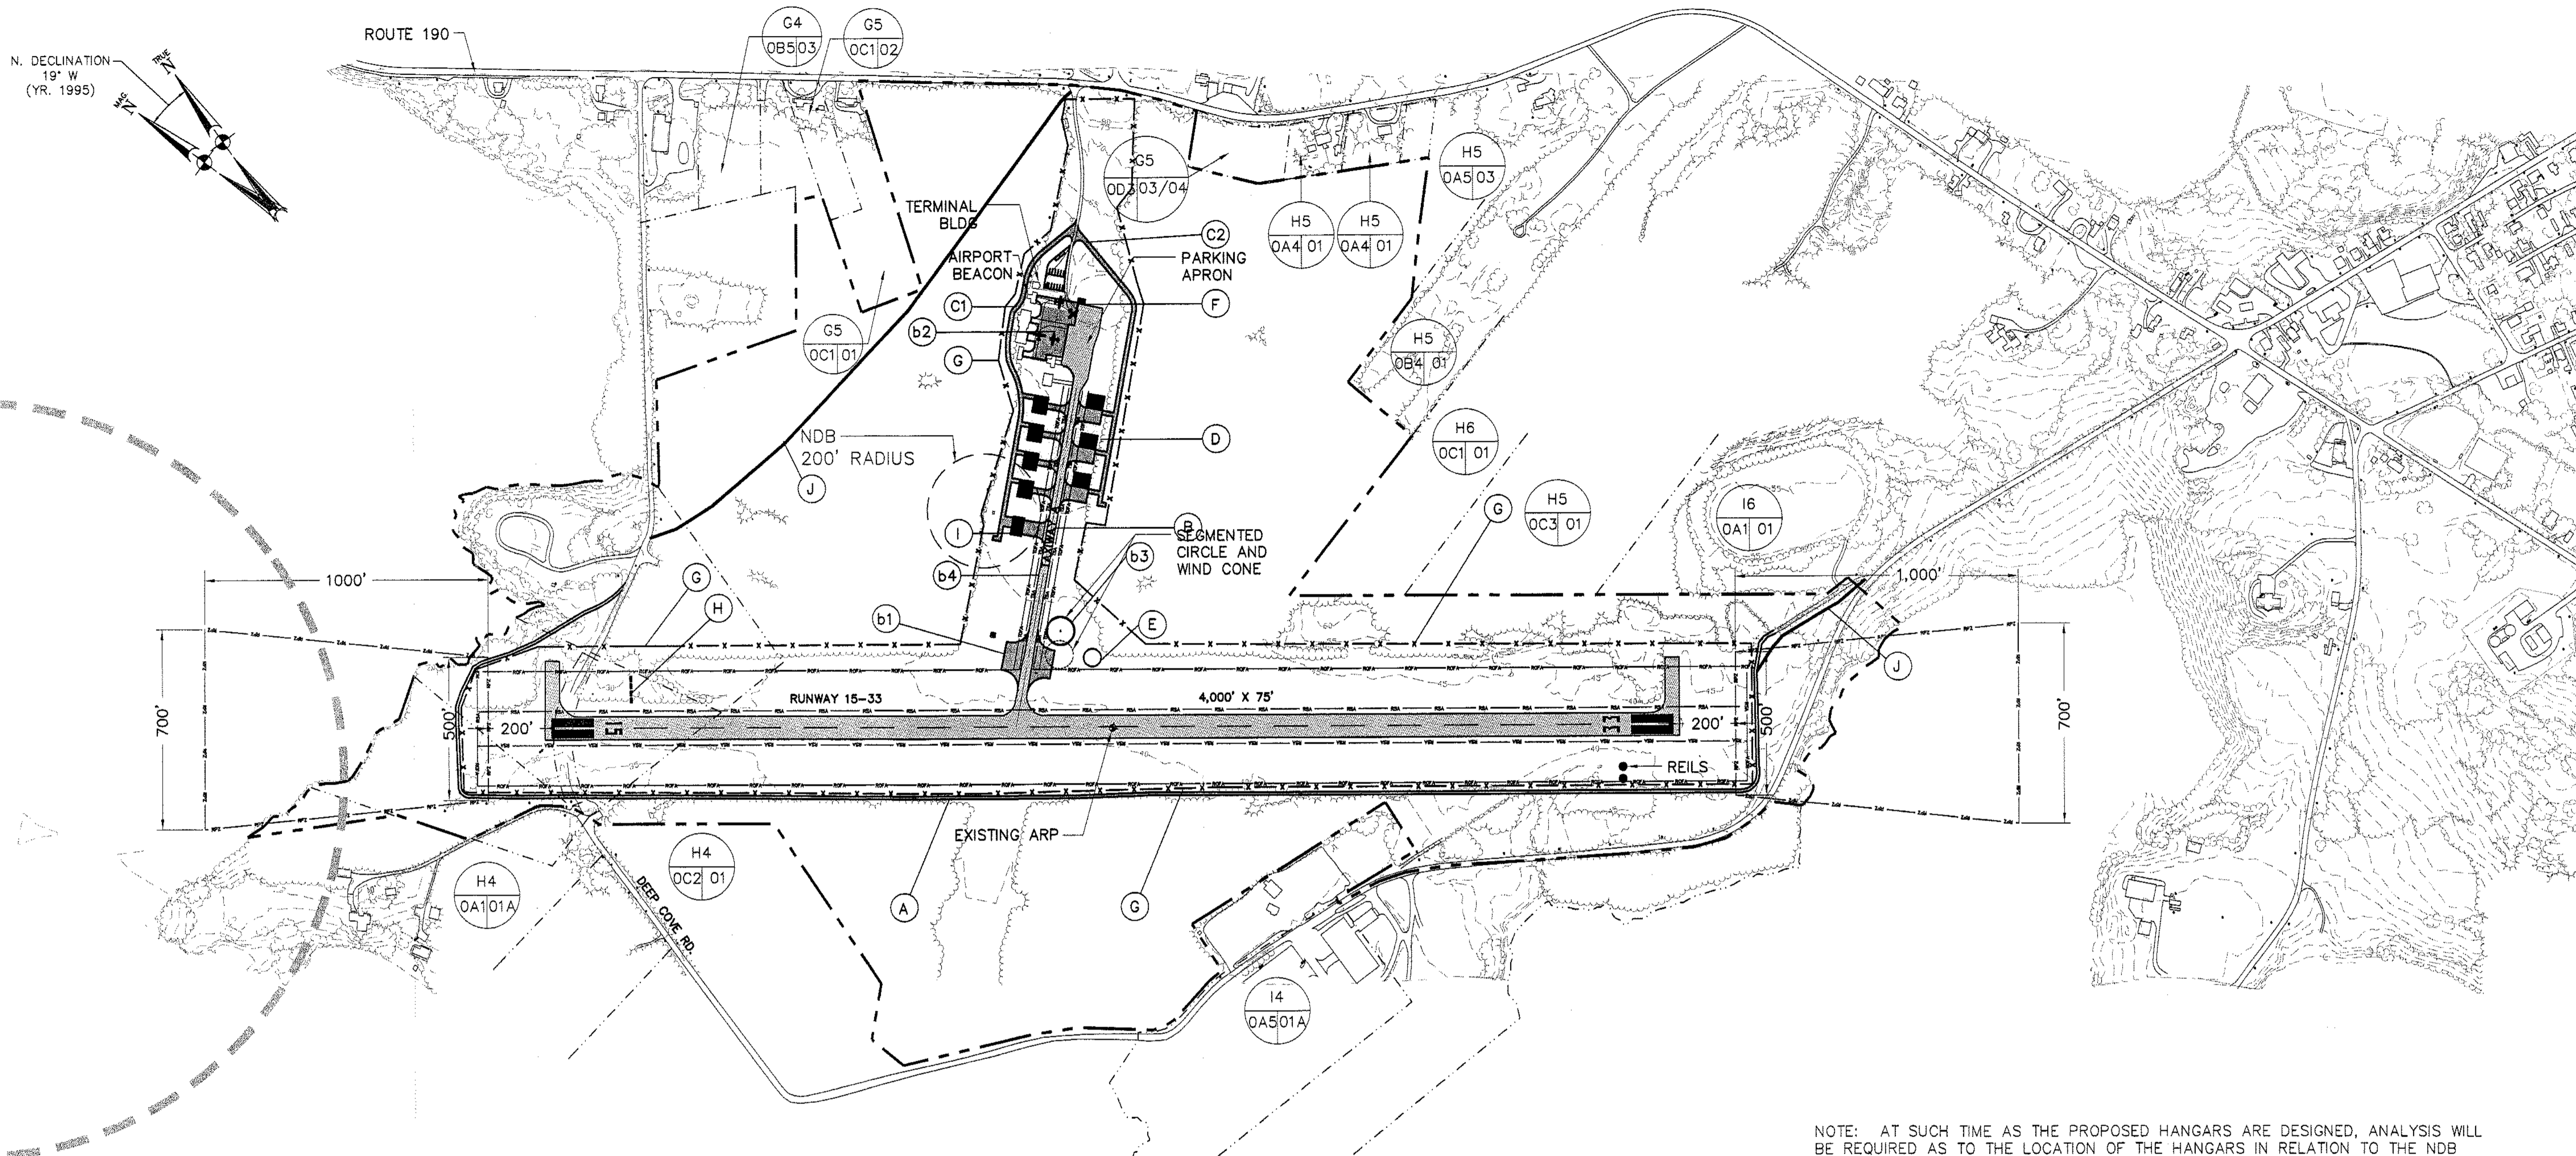 ROUTE 190
N. DECLINATION
19° W
(YR. 1995)
TRUE
N
MAG.
N
G4
0B5 03
G5
0C1 02
G5
0D3 03/04
H5
0A5 03
H5
0A4 01
H5
0A4 01
TERMINAL
BLDG
AIRPORT
BEACON
C2
PARKING
APRON
C1
F
b2
G
G5
0C1 01
H5
0B4 01
NDB
200' RADIUS
D
J
H6
0C1 01
G
H5
0C3 01
I6
0A1 01
I
B
SEGMENTED
CIRCLE AND
WIND CONE
TAXIWAY
b4
b3
1000'
1,000'
G
H
b1
E
J
700'
500'
200'
RUNWAY 15-33
4,000' X 75'
15
33
200'
500'
700'
ROFA
RSA
RPZ
REILS
EXISTING ARP
A
G
H4
0C2 01
H4
0A1 01A
DEEP COVE RD.
I4
0A5 01A
NOTE: AT SUCH TIME AS THE PROPOSED HANGARS ARE DESIGNED, ANALYSIS WILL
BE REQUIRED AS TO THE LOCATION OF THE HANGARS IN RELATION TO THE NDB